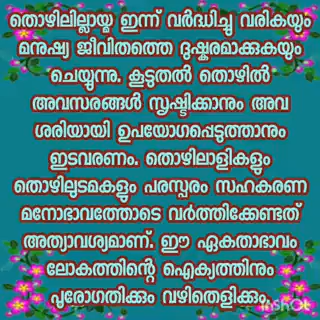 തൊഴിലില്ലായ്മ ഇന്ന് വർദ്ധിച്ചു വരികയും
മനുഷ്യ ജീവിതത്തെ ദുഷ്കരമാക്കുകയും
ചെയ്യുന്നു. കൂടുതൽ തൊഴിൽ
അവസരങ്ങൾ സൃഷ്ടിക്കാനും അവ
ശരിയായി ഉപയോഗപ്പെടുത്താനും
ഇടവരണം. തൊഴിലാളികളും
തൊഴിലുടമകളും പരസ്പരം സഹകരണ
മനോഭാവത്തോടെ വർത്തിക്കേണ്ടത്
അത്യാവശ്യമാണ്. ഈ ഏകതാഭാവം
ലോകത്തിന്റെ ഐക്യത്തിനും
പുരോഗതിക്കും വഴിതെളിക്കും.
InShOt